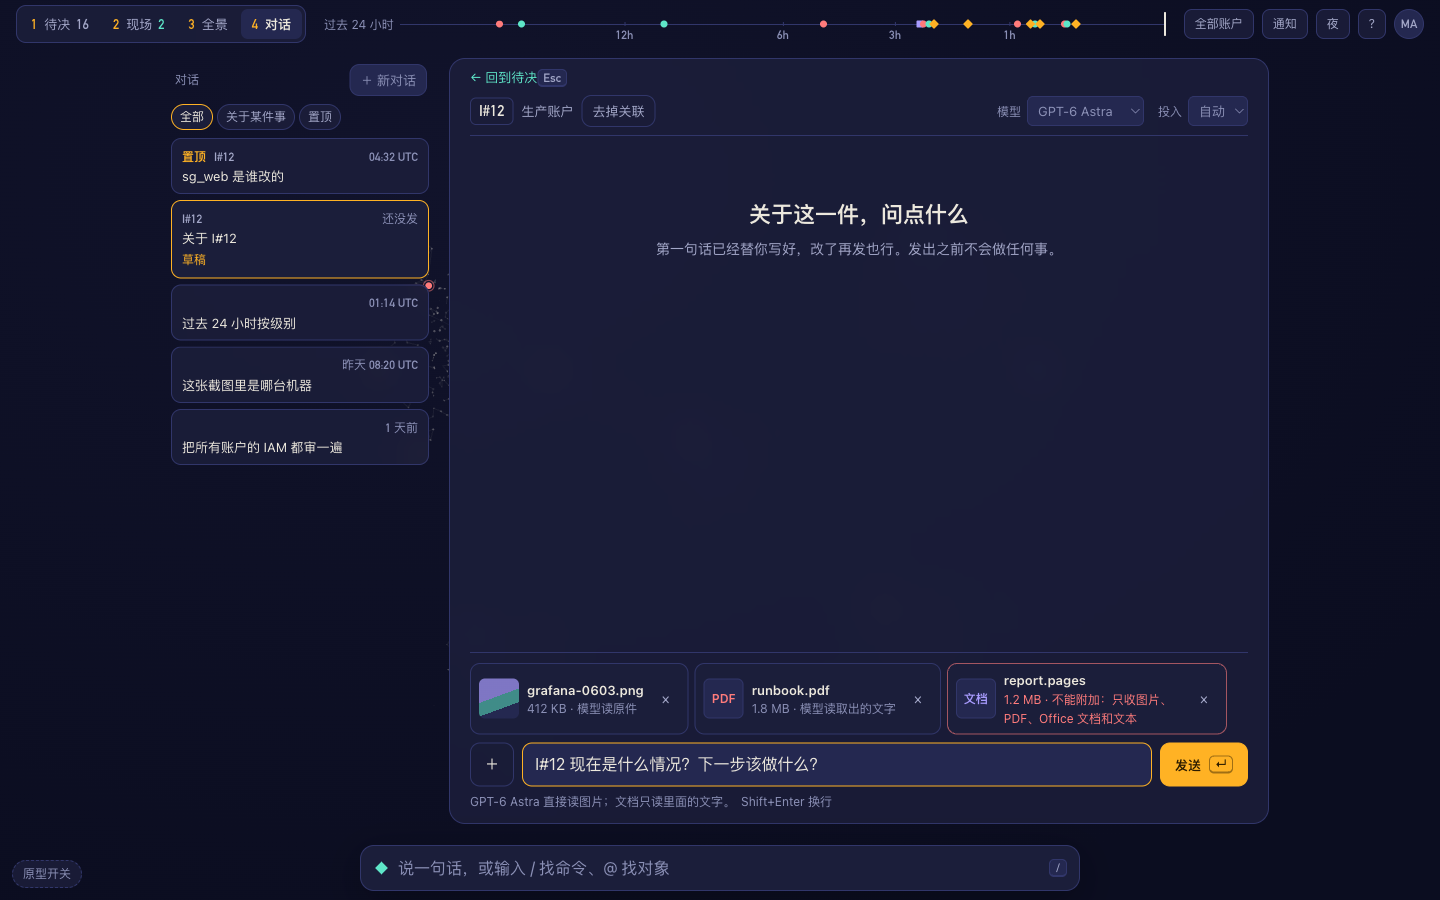 1 待决 16 2 现场 2 3 全景 4 对话
过去 24 小时
12h 6h 3h 1h
全部账户 通知 夜 ? MA
对话
+ 新对话
全部 关于某件事 置顶
置顶 I#12 04:32 UTC
sg_web 是谁改的
I#12 还没发
关于 I#12
草稿
01:14 UTC
过去 24 小时按级别
昨天 08:20 UTC
这张截图里是哪台机器
1 天前
把所有账户的 IAM 都审一遍
← 回到待决 Esc
I#12 生产账户 去掉关联
模型 GPT-6 Astra 投入 自动
关于这一件，问点什么
第一句话已经替你写好，改了再发也行。发出之前不会做任何事。
grafana-0603.png ×
412 KB · 模型读原件
PDF runbook.pdf ×
1.8 MB · 模型读取出的文字
文档 report.pages ×
1.2 MB · 不能附加：只收图片、
PDF、Office 文档和文本
+ I#12 现在是什么情况？下一步该做什么？
发送
GPT-6 Astra 直接读图片；文档只读里面的文字。 Shift+Enter 换行
说一句话，或输入 / 找命令、@ 找对象 /
原型开关